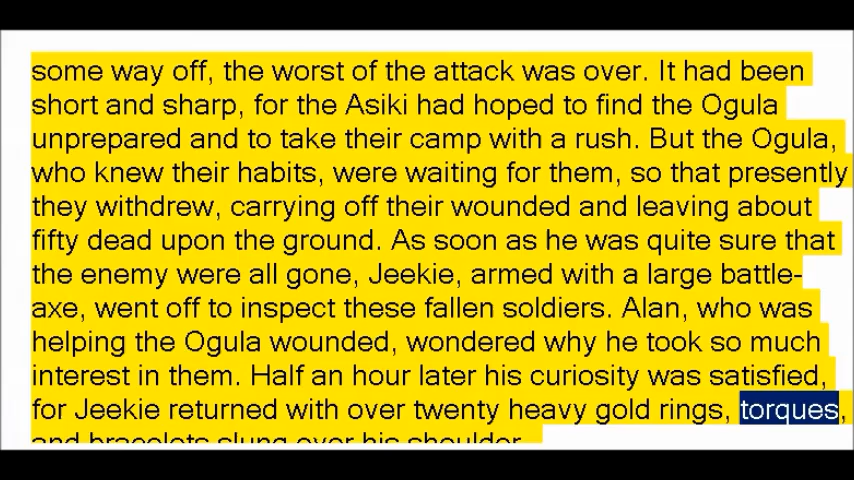 some way off, the worst of the attack was over. It had been
short and sharp, for the Asiki had hoped to find the Ogula
unprepared and to take their camp with a rush. But the Ogula,
who knew their habits, were waiting for them, so that presently
they withdrew, carrying off their wounded and leaving about
fifty dead upon the ground. As soon as he was quite sure that
the enemy were all gone, Jeekie, armed with a large battle-
axe, went off to inspect these fallen soldiers. Alan, who was
helping the Ogula wounded, wondered why he took so much
interest in them. Half an hour later his curiosity was satisfied,
for Jeekie returned with over twenty heavy gold rings, torques,
and bracelets slung over his shoulder.